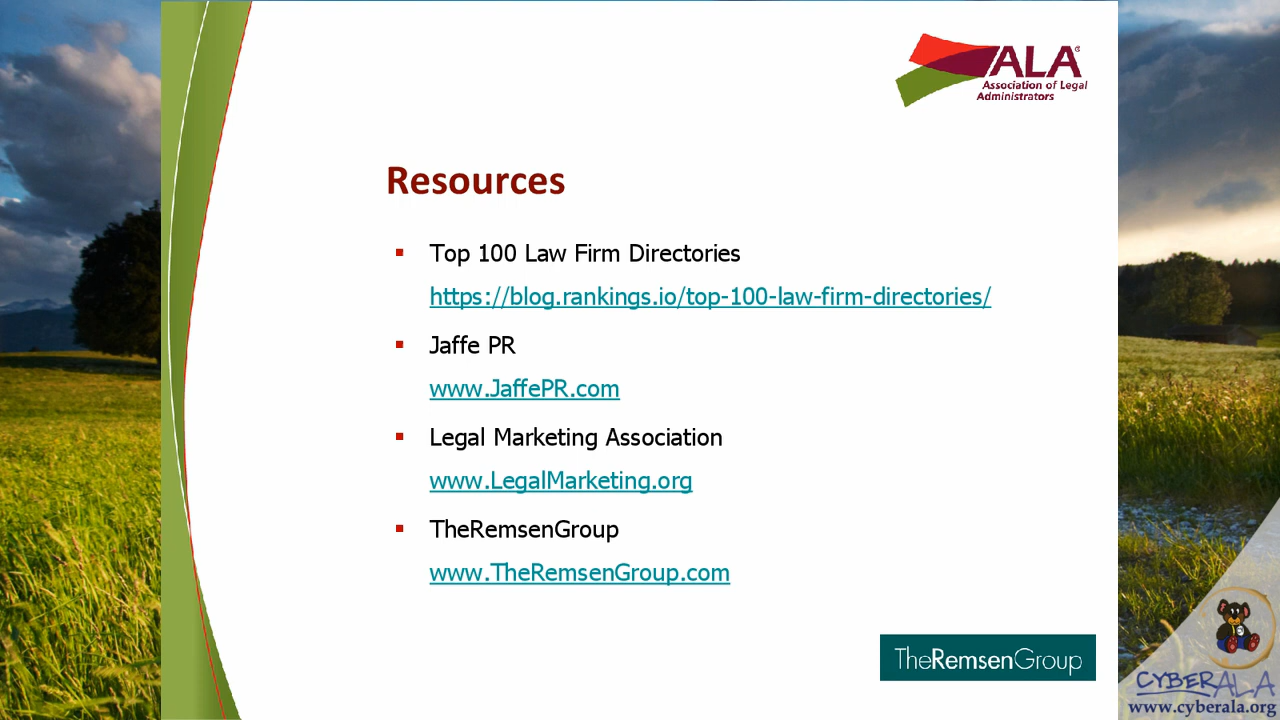 ALA®
Association of Legal
Administrators
Resources
▪ Top 100 Law Firm Directories
https://blog.rankings.io/top-100-law-firm-directories/
▪ Jaffe PR
www.JaffePR.com
▪ Legal Marketing Association
www.LegalMarketing.org
▪ TheRemsenGroup
www.TheRemsenGroup.com
TheRemsenGroup
CYBERALA
www.cyberala.org